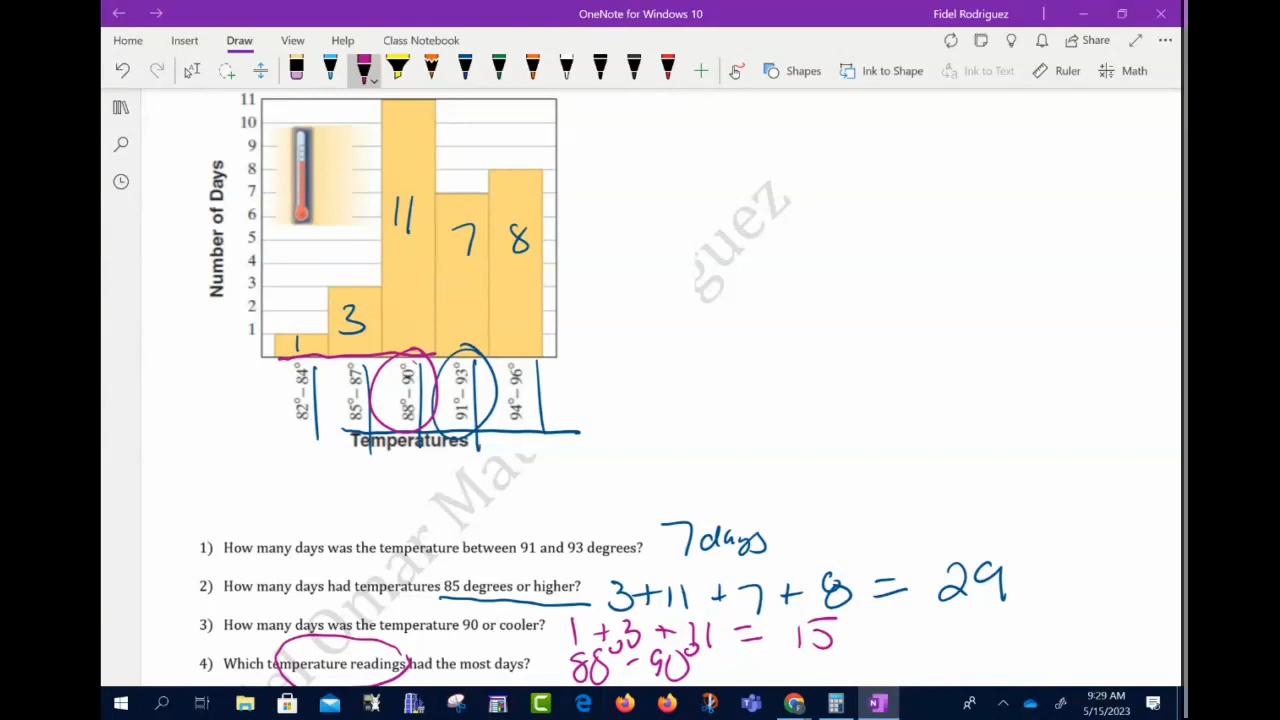 OneNote for Windows 10
Fidel Rodriguez
Home Insert Draw View Help Class Notebook
Share
Shapes Ink to Shape Ink to Text Ruler Math
11
10
9
8
7
6
5
4
3
2
1
Number of Days
1 3 11 7 8
82°– 84° 85°– 87° 88°– 90° 91°– 93° 94°– 96°
Temperatures
guez
Omar Mat
1) How many days was the temperature between 91 and 93 degrees? 7 days
2) How many days had temperatures 85 degrees or higher? 3+11 + 7 + 8 = 29
3) How many days was the temperature 90 or cooler? 1 + 3 + 11 = 15
4) Which temperature readings had the most days? 88° - 90°
9:29 AM
5/15/2023